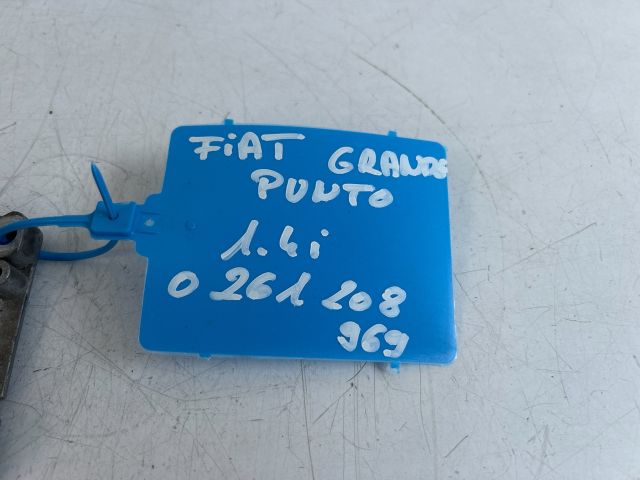 FiAT GRANDE
PUNTO
1.4i
0 261 208
969